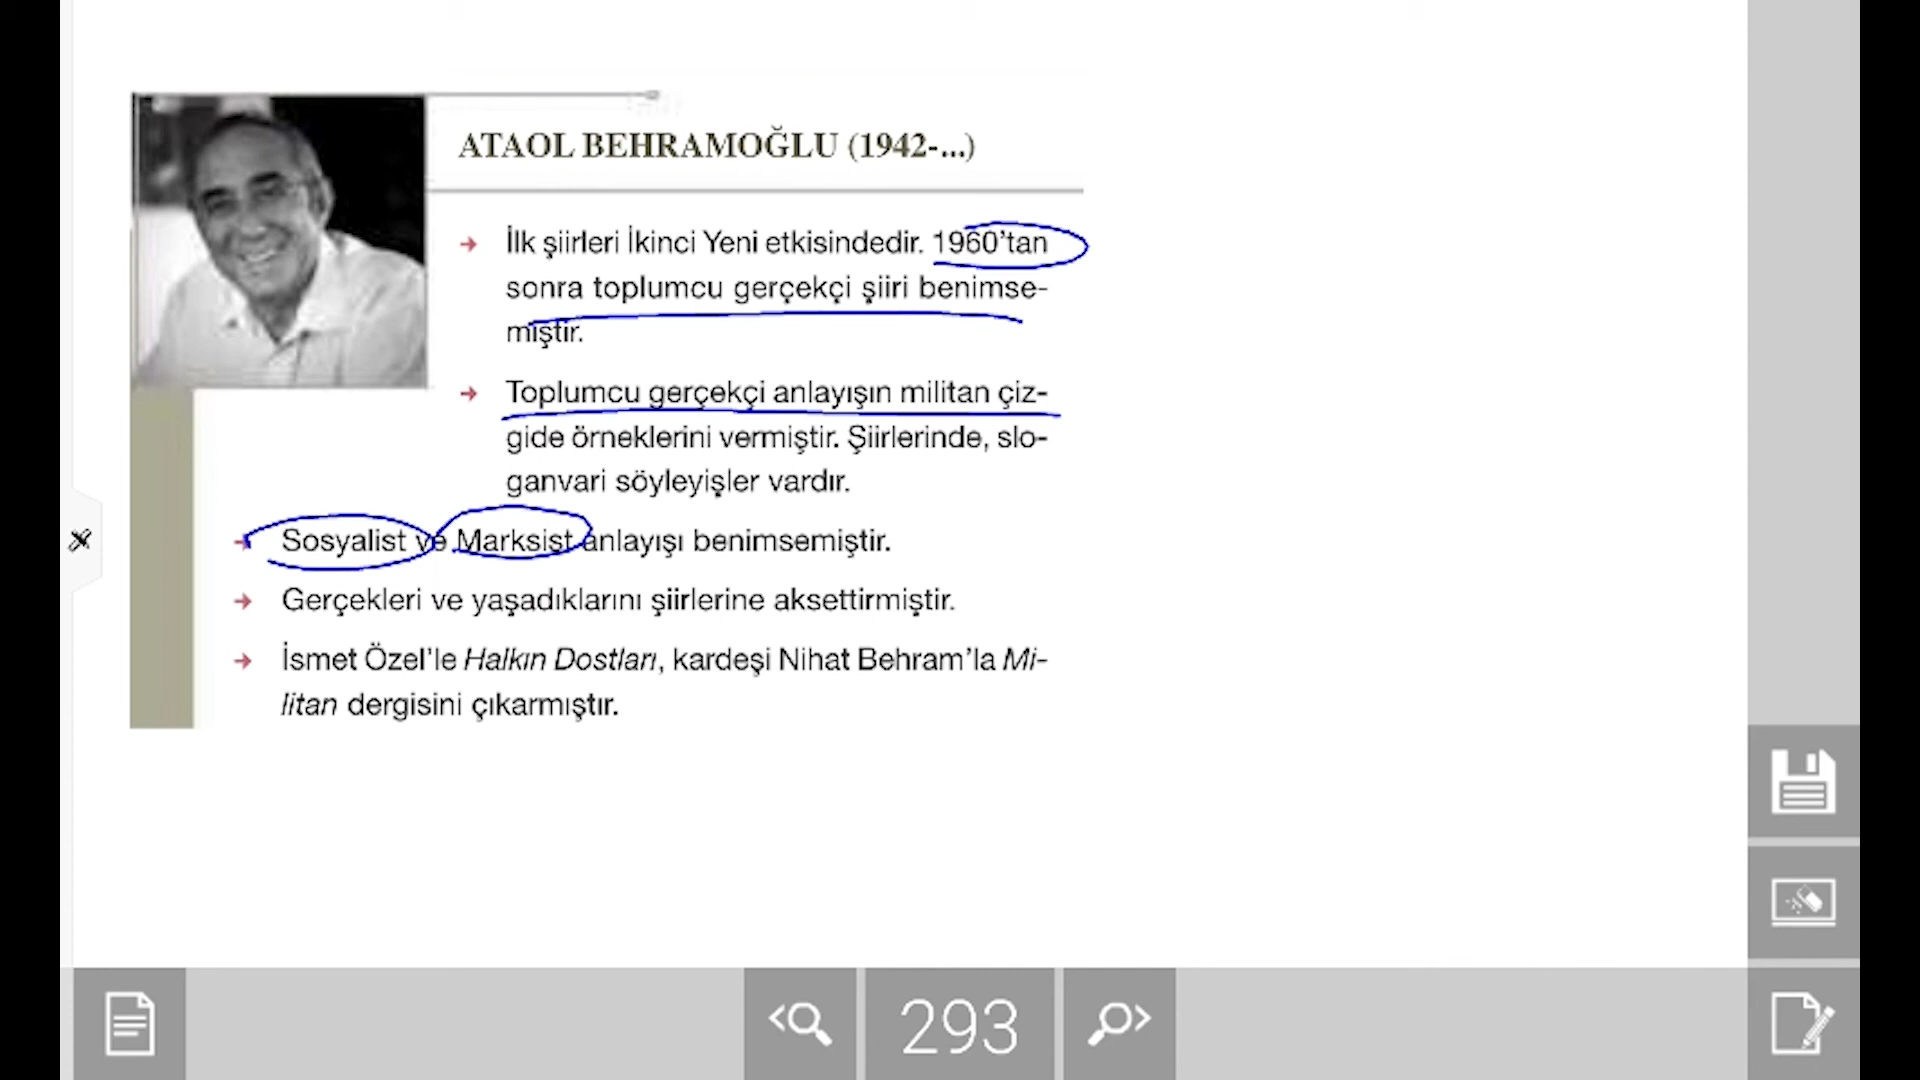 ATAOL BEHRAMOĞLU (1942-...)
İlk şiirleri İkinci Yeni etkisindedir. 1960’tan
sonra toplumcu gerçekçi şiiri benimse-
miştir.
Toplumcu gerçekçi anlayışın militan çiz-
gide örneklerini vermiştir. Şiirlerinde, slo-
ganvari söyleyişler vardır.
Sosyalist ve Marksist anlayışı benimsemiştir.
Gerçekleri ve yaşadıklarını şiirlerine aksettirmiştir.
İsmet Özel’le Halkın Dostları, kardeşi Nihat Behram’la Mi-
litan dergisini çıkarmıştır.
293